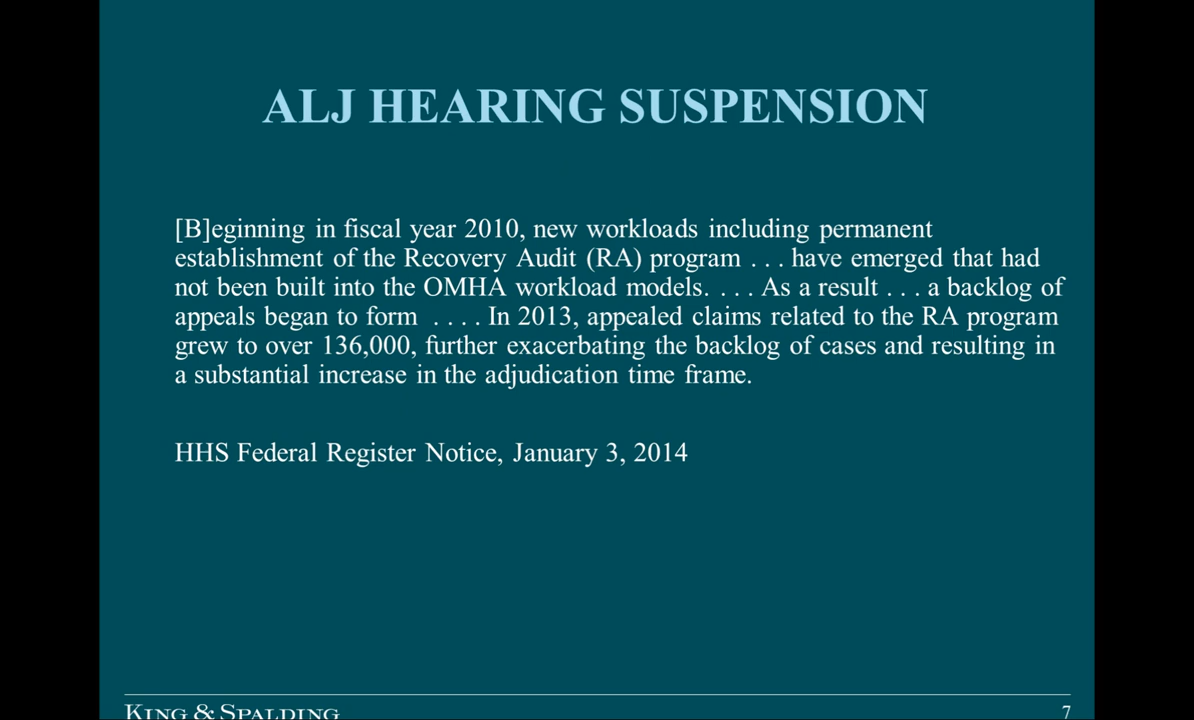 ALJ HEARING SUSPENSION
[B]eginning in fiscal year 2010, new workloads including permanent
establishment of the Recovery Audit (RA) program . . . have emerged that had
not been built into the OMHA workload models. . . . As a result . . . a backlog of
appeals began to form . . . . In 2013, appealed claims related to the RA program
grew to over 136,000, further exacerbating the backlog of cases and resulting in
a substantial increase in the adjudication time frame.
HHS Federal Register Notice, January 3, 2014
KING & SPALDING
7